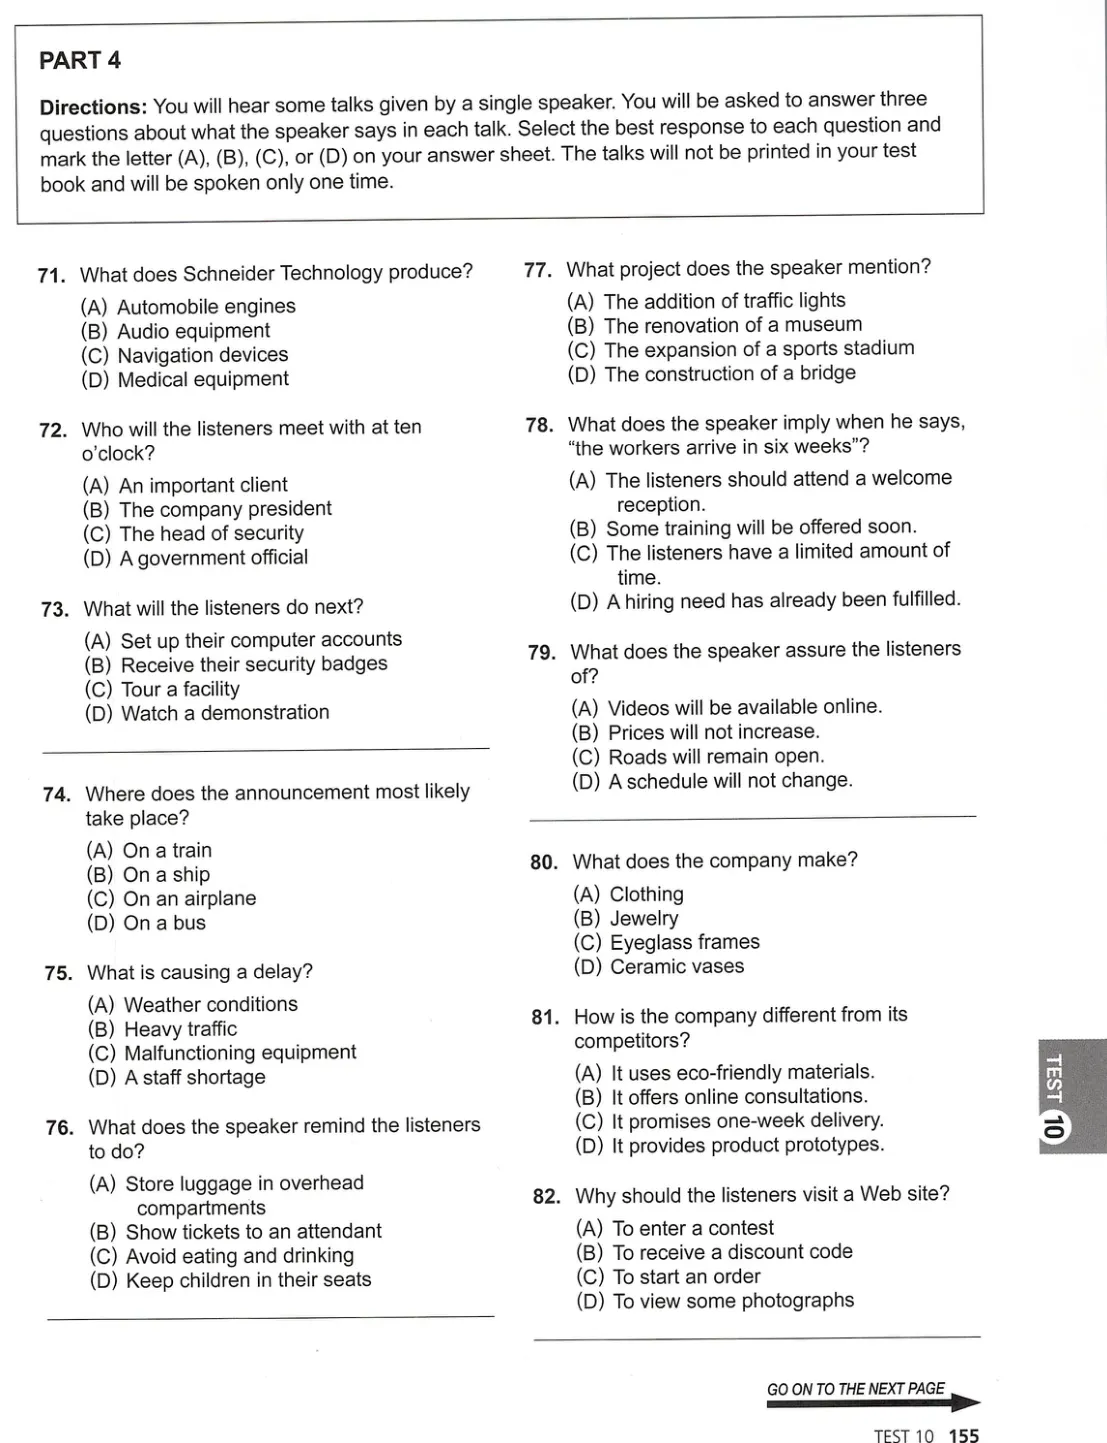 PART 4
Directions: You will hear some talks given by a single speaker. You will be asked to answer three
questions about what the speaker says in each talk. Select the best response to each question and
mark the letter (A), (B), (C), or (D) on your answer sheet. The talks will not be printed in your test
book and will be spoken only one time.
71. What does Schneider Technology produce?
(A) Automobile engines
(B) Audio equipment
(C) Navigation devices
(D) Medical equipment
72. Who will the listeners meet with at ten
o'clock?
(A) An important client
(B) The company president
(C) The head of security
(D) A government official
73. What will the listeners do next?
(A) Set up their computer accounts
(B) Receive their security badges
(C) Tour a facility
(D) Watch a demonstration
74. Where does the announcement most likely
take place?
(A) On a train
(B) On a ship
(C) On an airplane
(D) On a bus
75. What is causing a delay?
(A) Weather conditions
(B) Heavy traffic
(C) Malfunctioning equipment
(D) A staff shortage
76. What does the speaker remind the listeners
to do?
(A) Store luggage in overhead
compartments
(B) Show tickets to an attendant
(C) Avoid eating and drinking
(D) Keep children in their seats
77. What project does the speaker mention?
(A) The addition of traffic lights
(B) The renovation of a museum
(C) The expansion of a sports stadium
(D) The construction of a bridge
78. What does the speaker imply when he says,
"the workers arrive in six weeks"?
(A) The listeners should attend a welcome
reception.
(B) Some training will be offered soon.
(C) The listeners have a limited amount of
time.
(D) A hiring need has already been fulfilled.
79. What does the speaker assure the listeners
of?
(A) Videos will be available online.
(B) Prices will not increase.
(C) Roads will remain open.
(D) A schedule will not change.
80. What does the company make?
(A) Clothing
(B) Jewelry
(C) Eyeglass frames
(D) Ceramic vases
81. How is the company different from its
competitors?
(A) It uses eco-friendly materials.
(B) It offers online consultations.
(C) It promises one-week delivery.
(D) It provides product prototypes.
82. Why should the listeners visit a Web site?
(A) To enter a contest
(B) To receive a discount code
(C) To start an order
(D) To view some photographs
TEST 10
GO ON TO THE NEXT PAGE
TEST 10 155